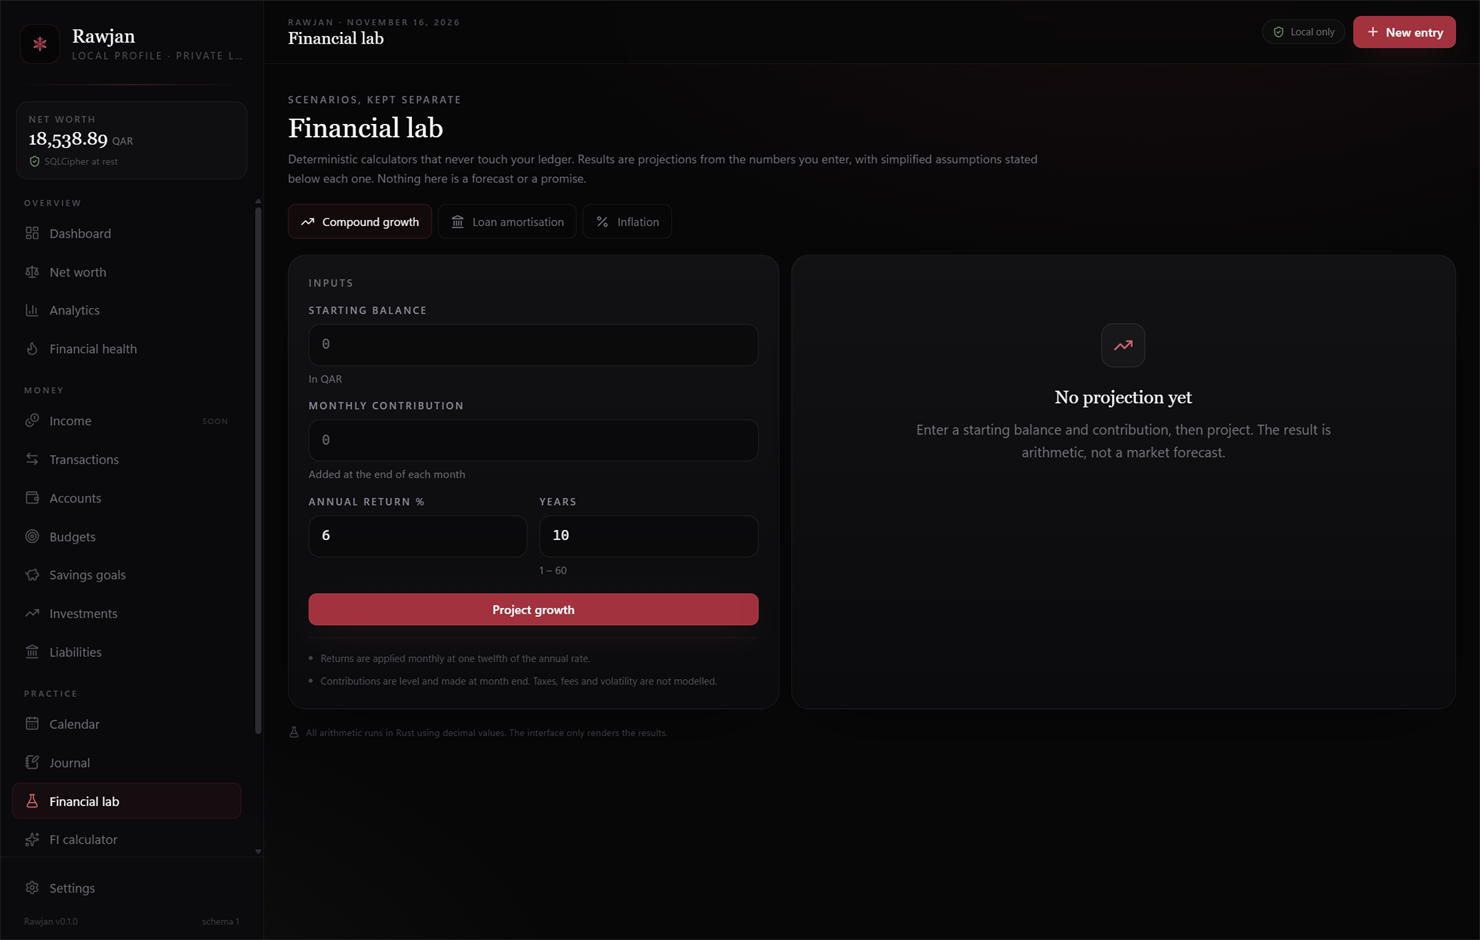 Rawjan
LOCAL PROFILE · PRIVATE L...
NET WORTH
18,538.89 QAR
SQLCipher at rest
OVERVIEW
Dashboard
Net worth
Analytics
Financial health
MONEY
Income SOON
Transactions
Accounts
Budgets
Savings goals
Investments
Liabilities
PRACTICE
Calendar
Journal
Financial lab
FI calculator
Settings
Rawjan v0.1.0 schema 1
RAWJAN · NOVEMBER 16, 2026
Financial lab
Local only
+ New entry
SCENARIOS, KEPT SEPARATE
Financial lab
Deterministic calculators that never touch your ledger. Results are projections from the numbers you enter, with simplified assumptions stated
below each one. Nothing here is a forecast or a promise.
Compound growth
Loan amortisation
% Inflation
INPUTS
STARTING BALANCE
0
In QAR
MONTHLY CONTRIBUTION
0
Added at the end of each month
ANNUAL RETURN % YEARS
6 10
1 – 60
Project growth
• Returns are applied monthly at one twelfth of the annual rate.
• Contributions are level and made at month end. Taxes, fees and volatility are not modelled.
No projection yet
Enter a starting balance and contribution, then project. The result is
arithmetic, not a market forecast.
All arithmetic runs in Rust using decimal values. The interface only renders the results.